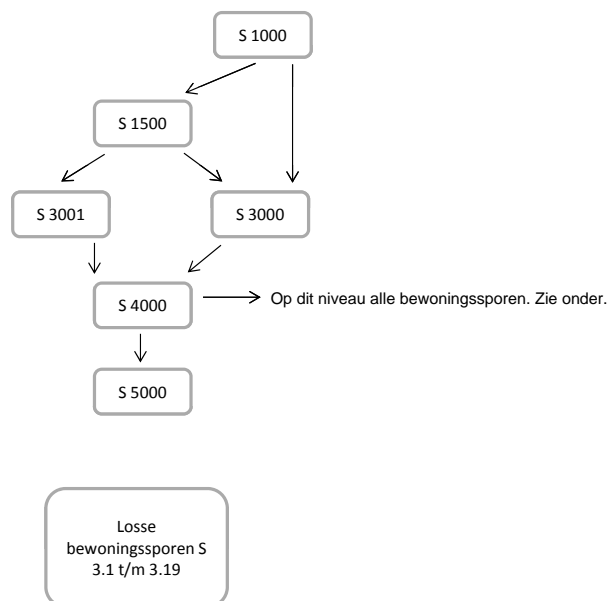 S 1000
S 1500
S 3001
S 3000
S 4000
Op dit niveau alle bewoningssporen. Zie onder.
S 5000
Losse
bewoningssporen S
3.1 t/m 3.19